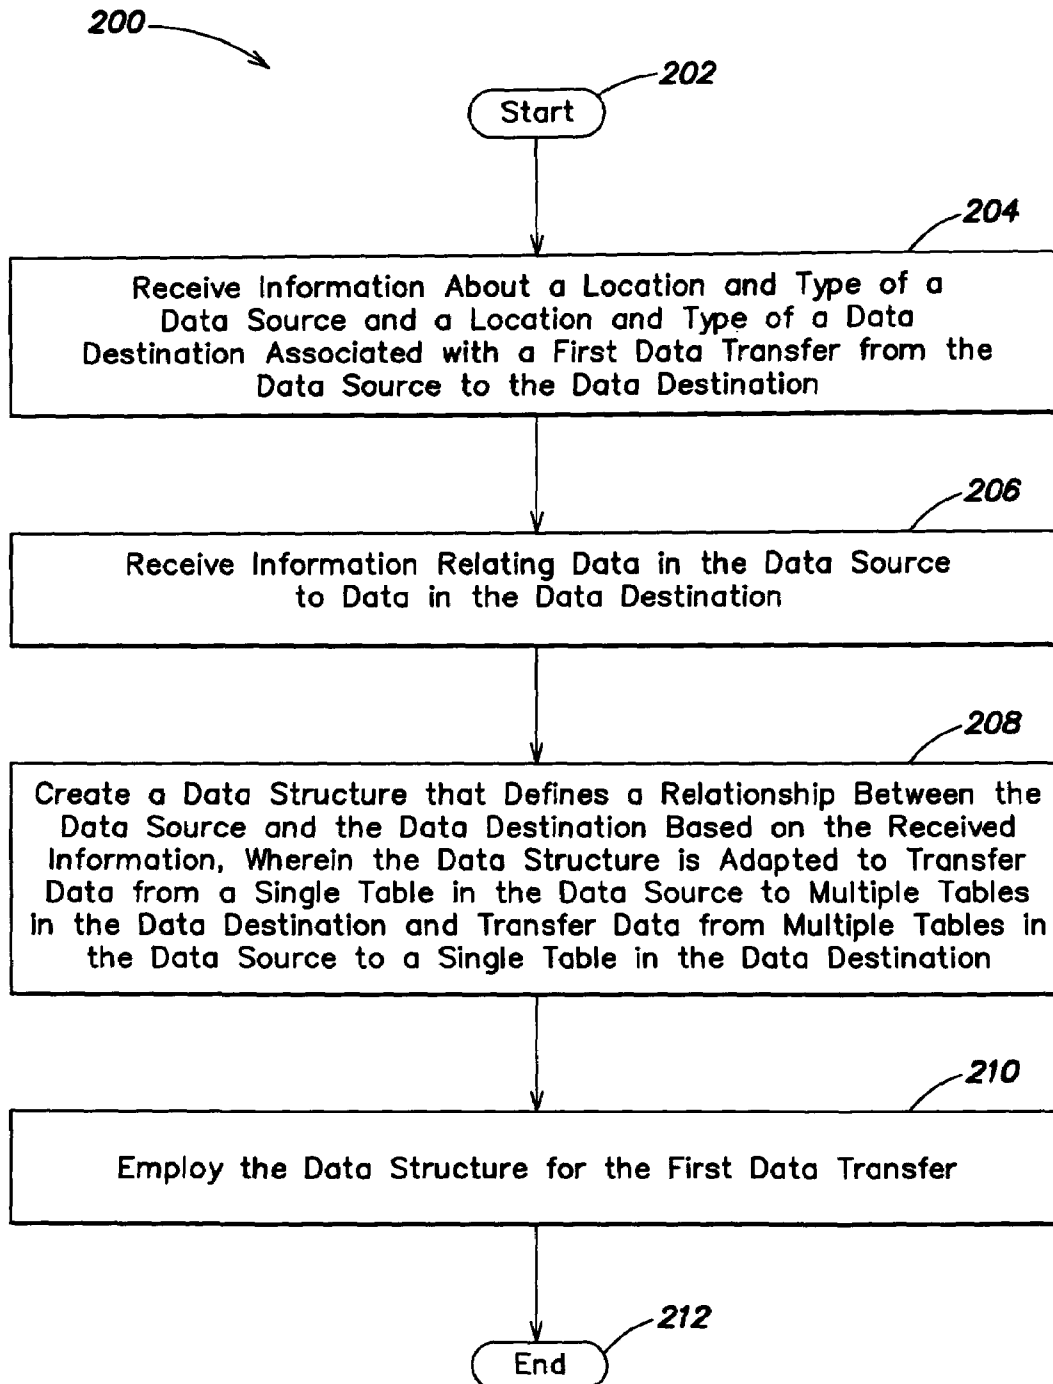 200
202
Start
204
Receive Information About a Location and Type of a
Data Source and a Location and Type of a Data
Destination Associated with a First Data Transfer from the
Data Source to the Data Destination
206
Receive Information Relating Data in the Data Source
to Data in the Data Destination
208
Create a Data Structure that Defines a Relationship Between the
Data Source and the Data Destination Based on the Received
Information, Wherein the Data Structure is Adapted to Transfer
Data from a Single Table in the Data Source to Multiple Tables
in the Data Destination and Transfer Data from Multiple Tables in
the Data Source to a Single Table in the Data Destination
210
Employ the Data Structure for the First Data Transfer
212
End